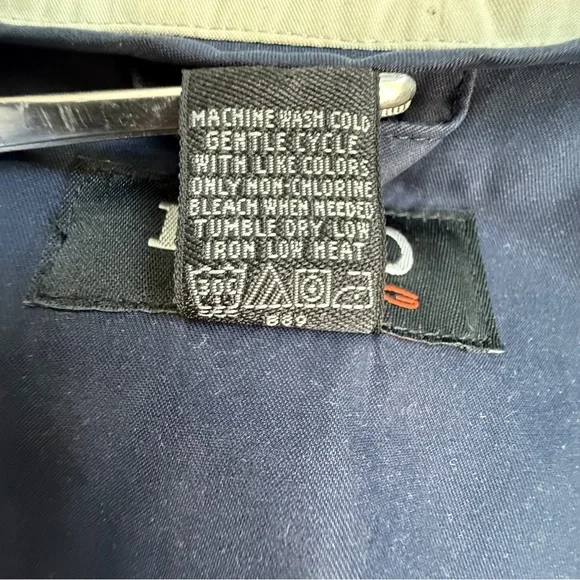 MACHINE WASH COLD
GENTLE CYCLE
WITH LIKE COLORS
ONLY NON-CHLORINE
BLEACH WHEN NEEDED
TUMBLE DRY LOW
IRON LOW HEAT
30C